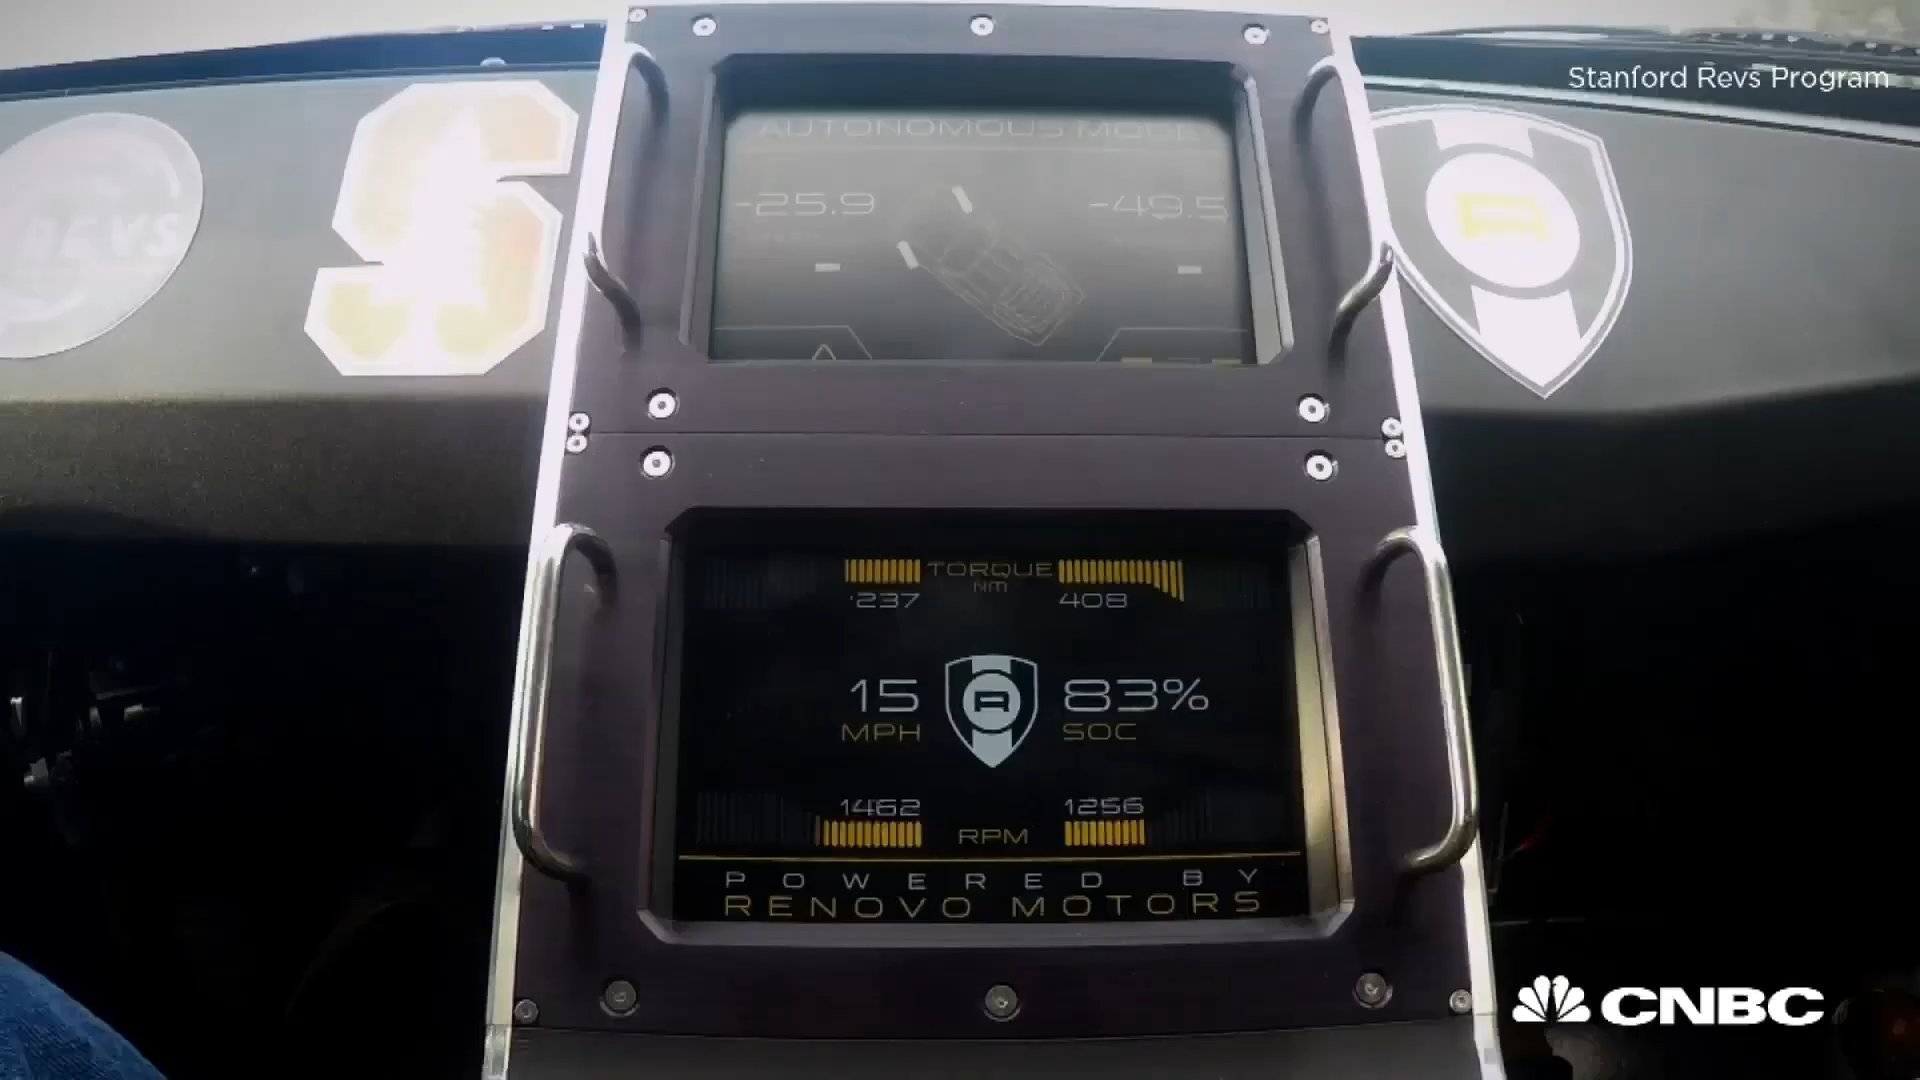 Stanford Revs Program
AUTONOMOUS MODE
-25.9
-49.5
REVS
S
R
TORQUE
NM
237
408
15
MPH
R
83%
SOC
1462
RPM
1256
POWERED BY
RENOVO MOTORS
CNBC